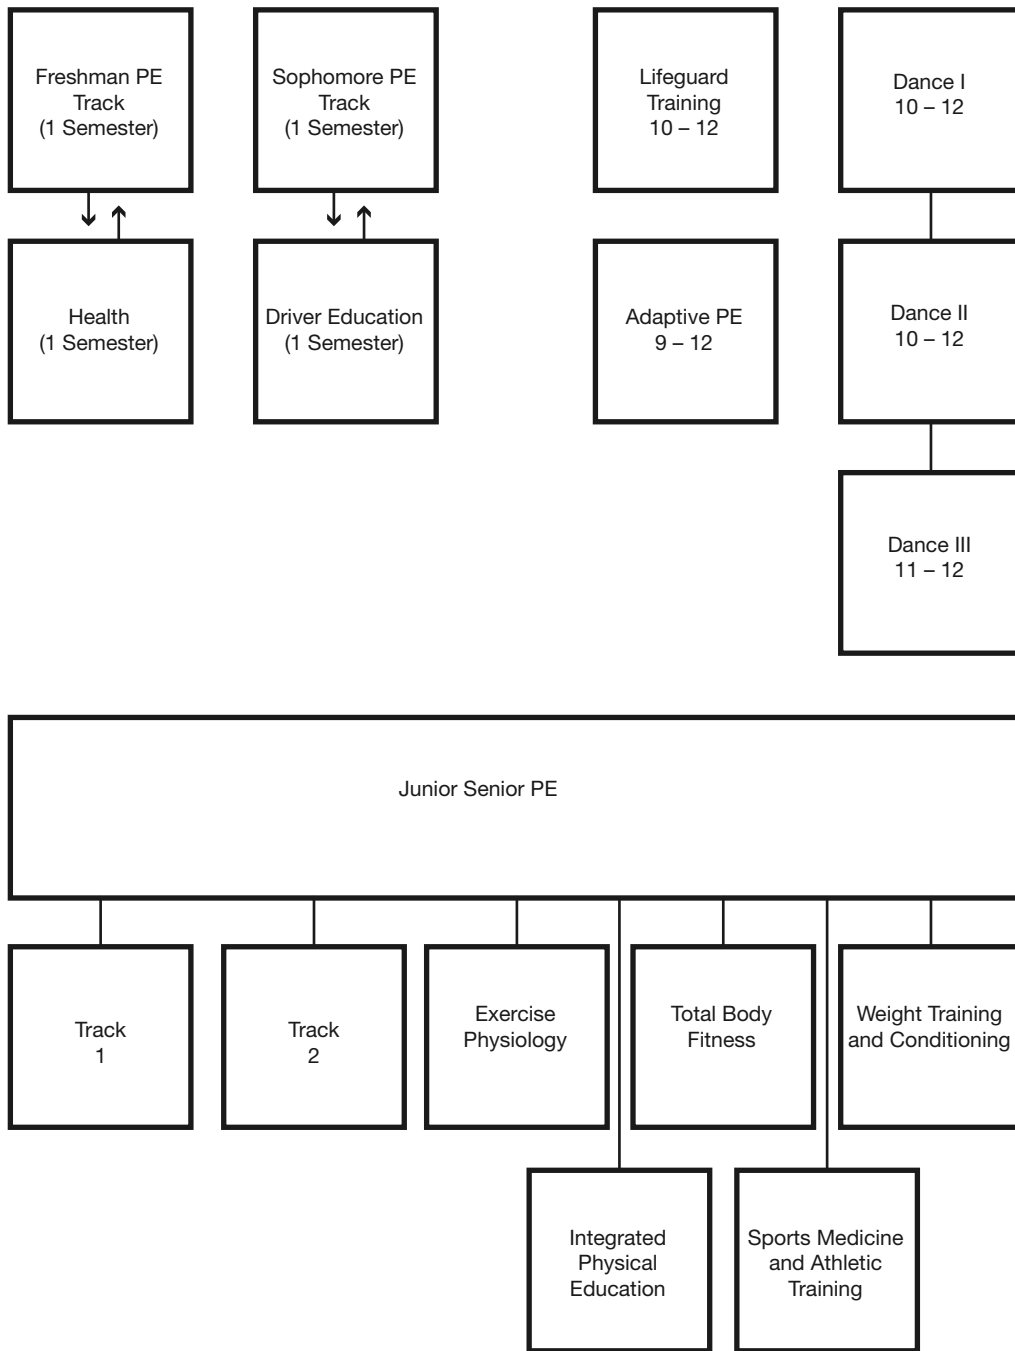 Freshman PE
Track
(1 Semester)
Sophomore PE
Track
(1 Semester)
Lifeguard
Training
10 – 12
Dance I
10 – 12
Health
(1 Semester)
Driver Education
(1 Semester)
Adaptive PE
9 – 12
Dance II
10 – 12
Dance III
11 – 12
Junior Senior PE
Track
1
Track
2
Exercise
Physiology
Total Body
Fitness
Weight Training
and Conditioning
Integrated
Physical
Education
Sports Medicine
and Athletic
Training